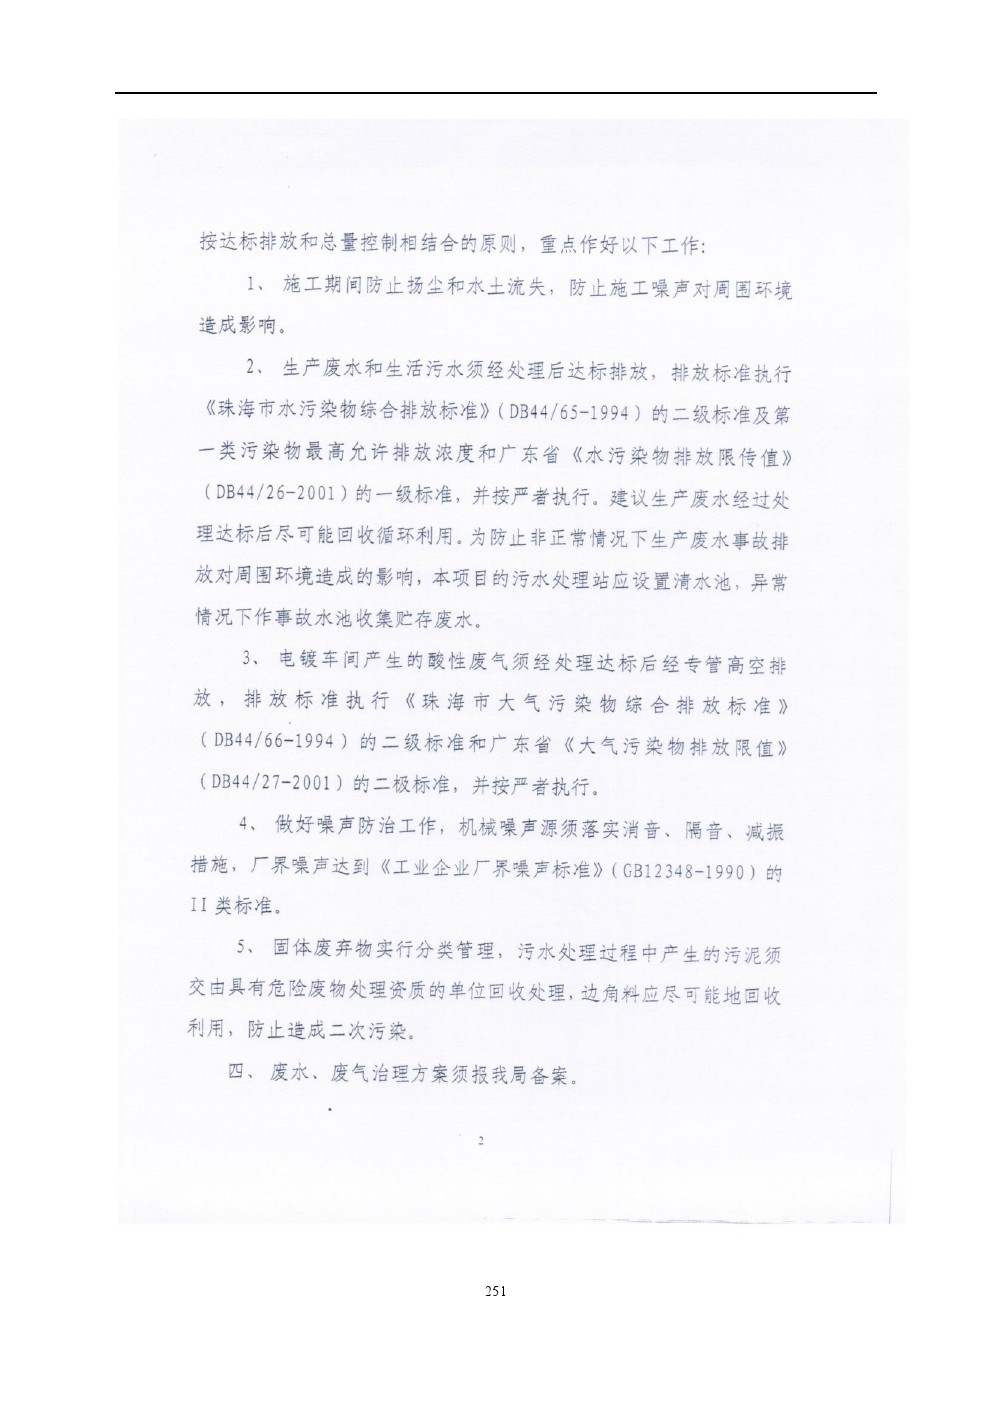 按达标排放和总量控制相结合的原则，重点作好以下工作：
1、 施工期间防止扬尘和水土流失，防止施工噪声对周围环境
造成影响。
2、 生产废水和生活污水须经处理后达标排放，排放标准执行
《珠海市水污染物综合排放标准》（DB44/65-1994）的二级标准及第
一类污染物最高允许排放浓度和广东省《水污染物排放限传值》
（DB44/26-2001）的一级标准，并按严者执行。建议生产废水经过处
理达标后尽可能回收循环利用。为防止非正常情况下生产废水事故排
放对周围环境造成的影响，本项目的污水处理站应设置清水池，异常
情况下作事故水池收集贮存废水。
3、 电镀车间产生的酸性废气须经处理达标后经专管高空排
放，排放标准执行《珠海市大气污染物综合排放标准》
（DB44/66-1994）的二级标准和广东省《大气污染物排放限值》
（DB44/27-2001）的二极标准，并按严者执行。
4、 做好噪声防治工作，机械噪声源须落实消音、隔音、减振
措施，厂界噪声达到《工业企业厂界噪声标准》（GB12348-1990）的
II 类标准。
5、 固体废弃物实行分类管理，污水处理过程中产生的污泥须
交由具有危险废物处理资质的单位回收处理，边角料应尽可能地回收
利用，防止造成二次污染。
四、 废水、废气治理方案须报我局备案。
2
251